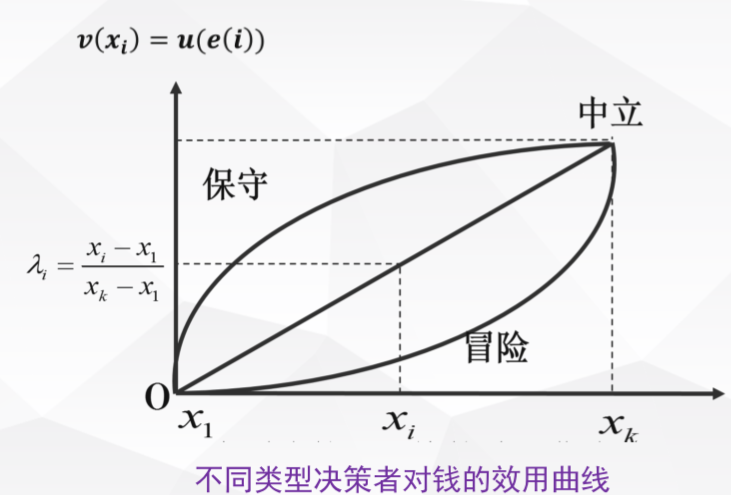 v(xᵢ) = u(e(i))
中立
保守
λᵢ = (xᵢ − x₁) / (xₖ − x₁)
冒险
O
x₁ xᵢ xₖ
不同类型决策者对钱的效用曲线